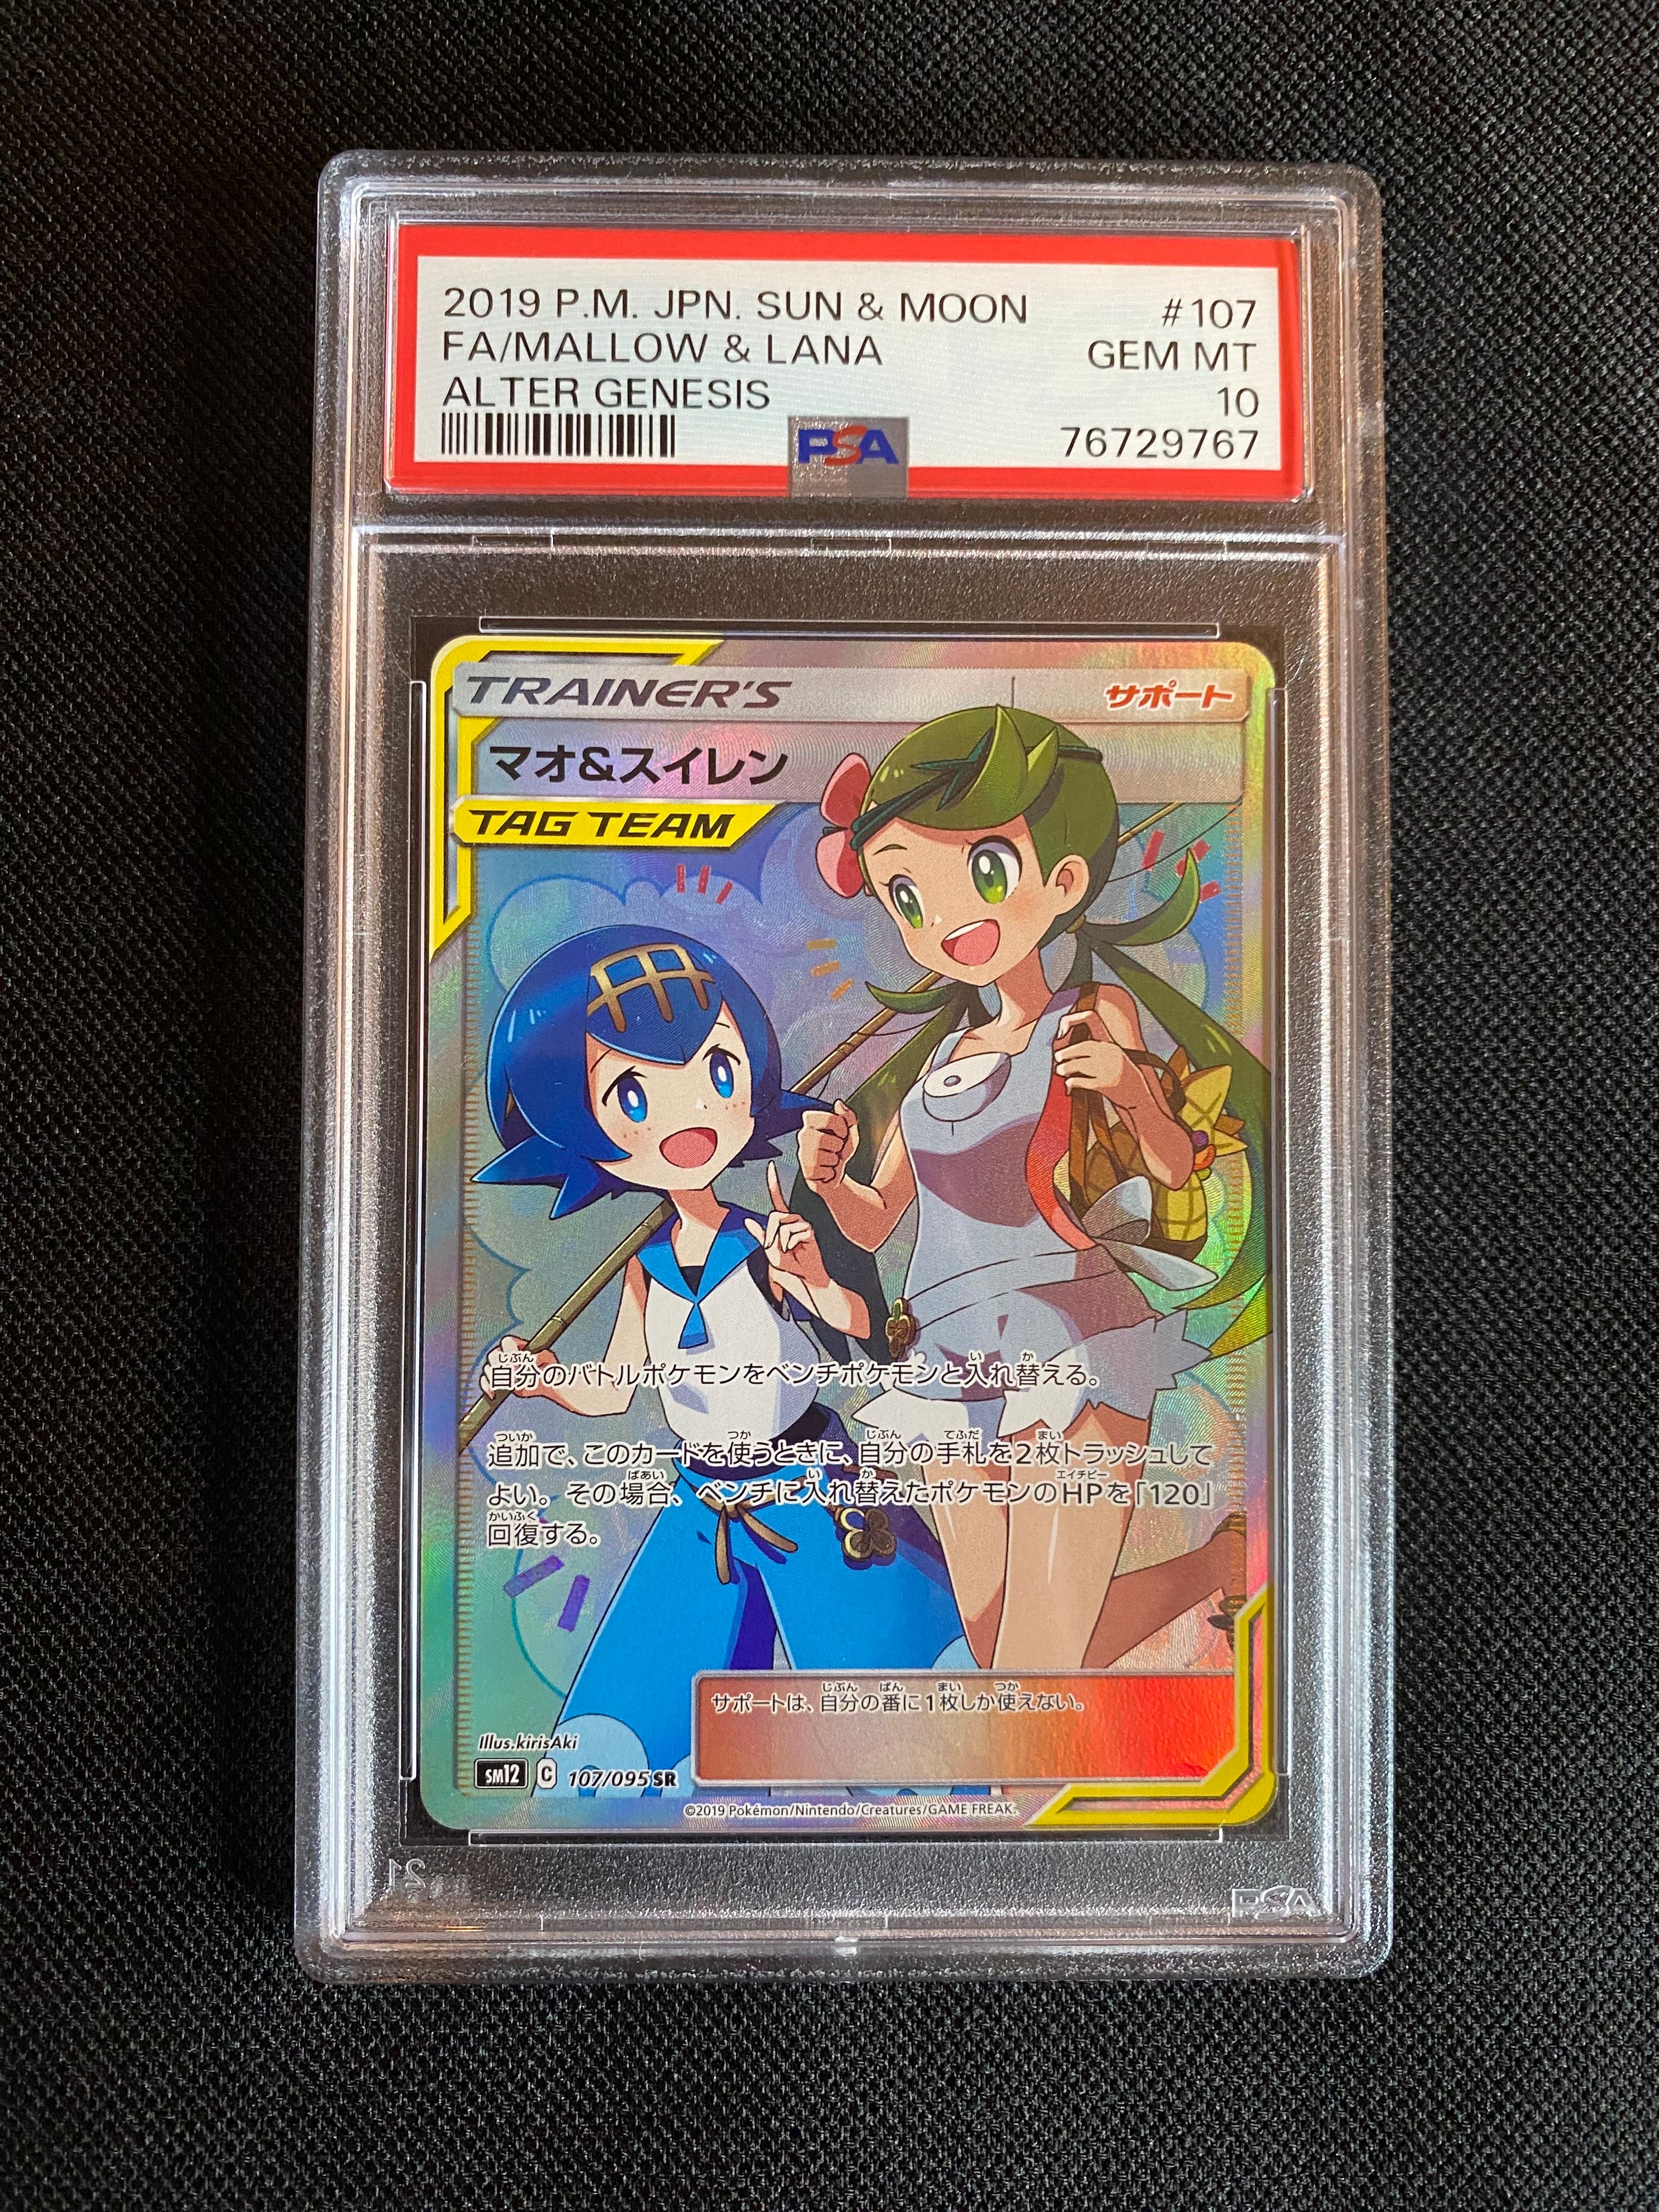 2019 P.M. JPN. SUN & MOON #107
FA/MALLOW & LANA GEM MT
ALTER GENESIS 10
PSA 76729767
TRAINER'S サポート
マオ&スイレン
TAG TEAM
自分のバトルポケモンをベンチポケモンと入れ替える。
追加で、このカードを使うときに、自分の手札を2枚トラッシュして
よい。その場合、ベンチに入れ替えたポケモンのHPを「120」
回復する。
サポートは、自分の番に1枚しか使えない。
Illus.kirisAki
sm12 C 107/095 SR
©2019 Pokémon/Nintendo/Creatures/GAME FREAK.
PSA